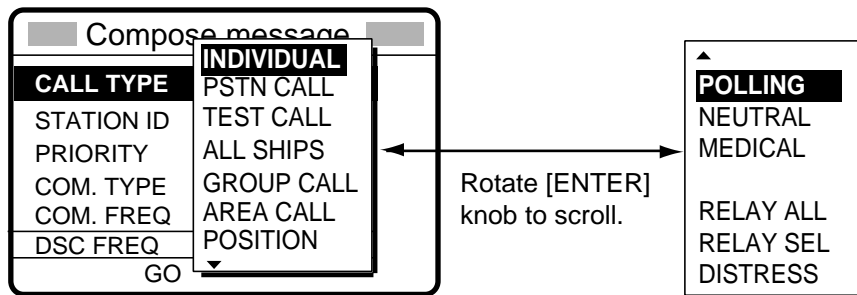 Compose message
CALL TYPE
STATION ID
PRIORITY
COM. TYPE
COM. FREQ
DSC FREQ
GO
INDIVIDUAL
PSTN CALL
TEST CALL
ALL SHIPS
GROUP CALL
AREA CALL
POSITION
Rotate [ENTER]
knob to scroll.
POLLING
NEUTRAL
MEDICAL
RELAY ALL
RELAY SEL
DISTRESS